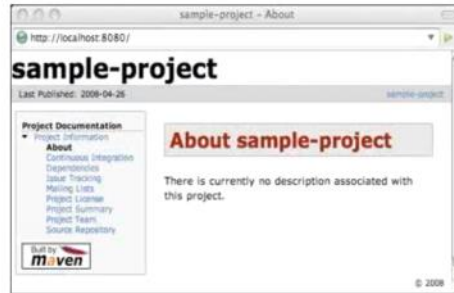 sample-project - About
http://localhost:8080/
sample-project
Last Published: 2008-04-26
sample-project
Project Documentation
Project Information
About
Continuous Integration
Dependencies
Issue Tracking
Mailing Lists
Project License
Project Summary
Project Team
Source Repository
Built by
maven
About sample-project
There is currently no description associated with
this project.
© 2008